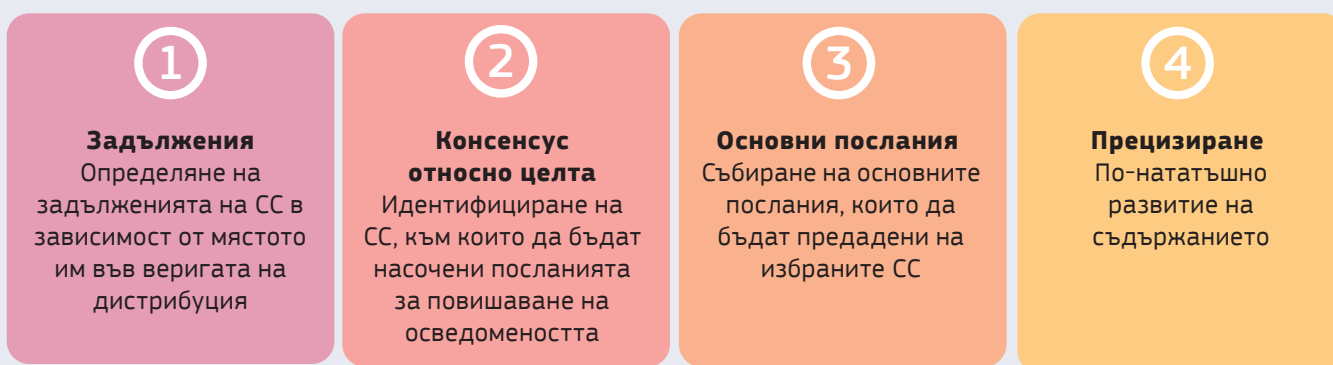 1
Задължения
Определяне на
задълженията на СС в
зависимост от мястото
им във веригата на
дистрибуция
2
Консенсус
относно целта
Идентифициране на
СС, към които да бъдат
насочени посланията
за повишаване на
осведомеността
3
Основни послания
Събиране на основните
послания, които да
бъдат предадени на
избраните СС
4
Прецизиране
По-нататъшно
развитие на
съдържанието